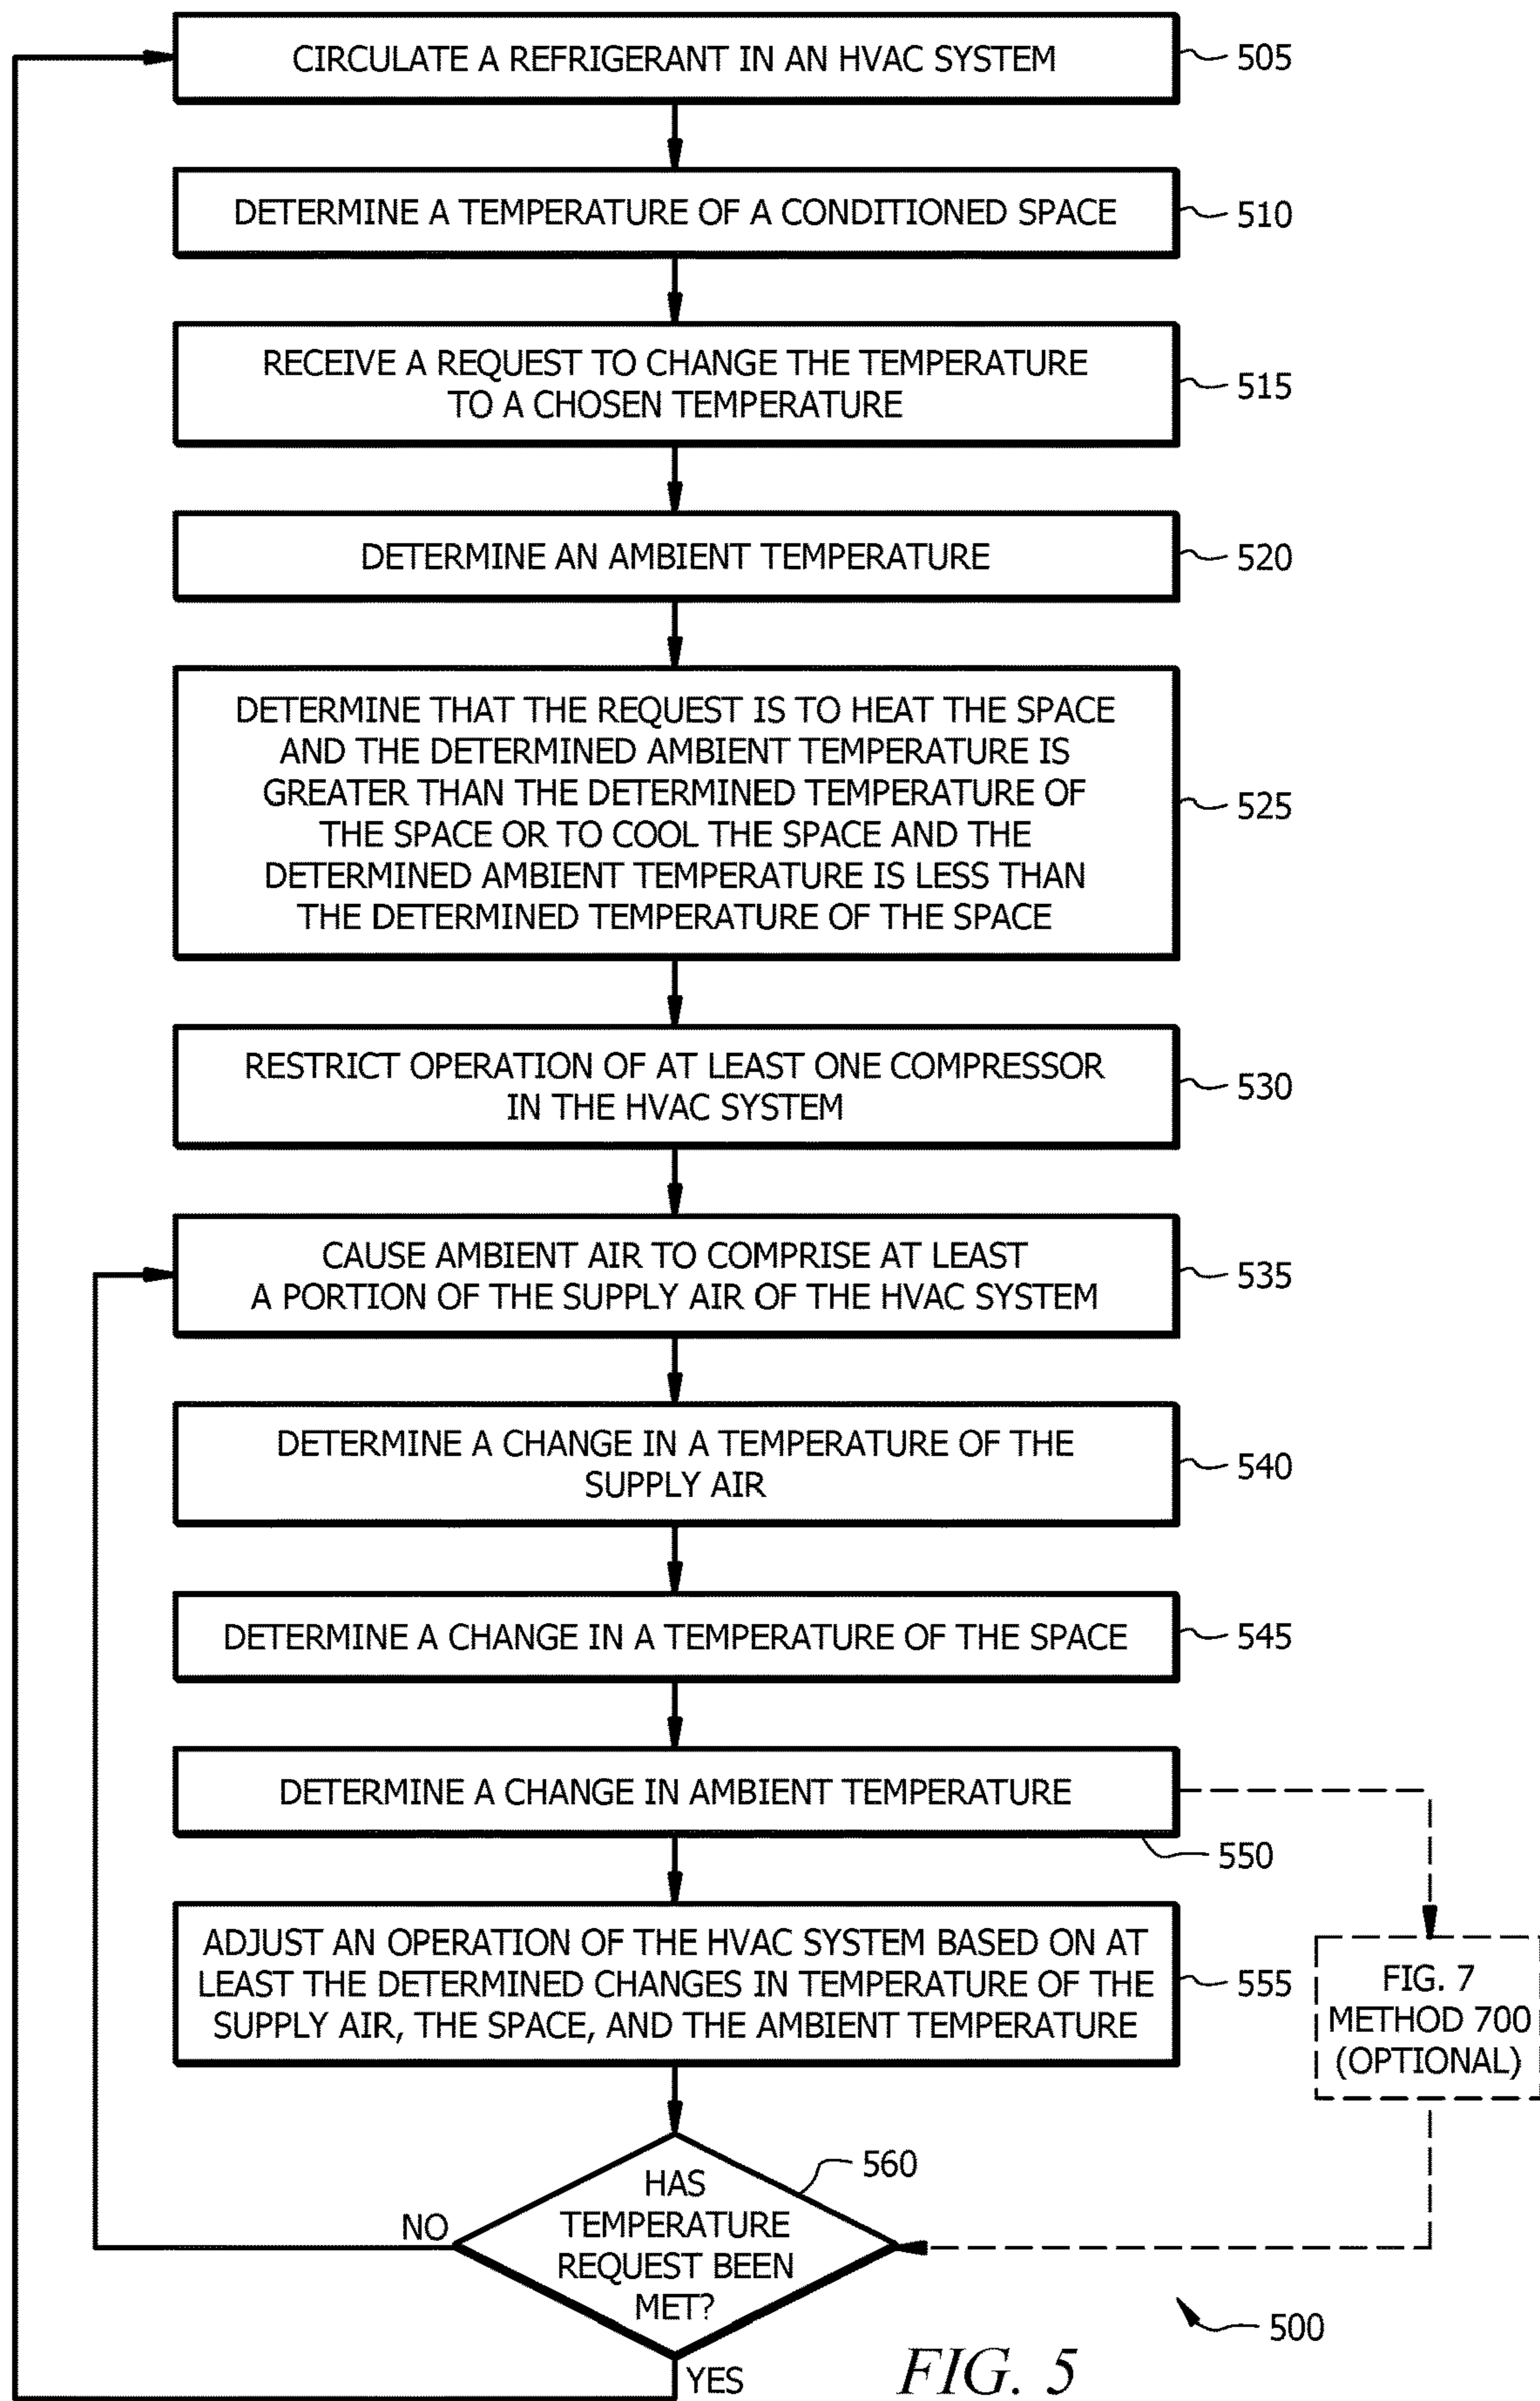 CIRCULATE A REFRIGERANT IN AN HVAC SYSTEM
505
DETERMINE A TEMPERATURE OF A CONDITIONED SPACE
510
RECEIVE A REQUEST TO CHANGE THE TEMPERATURE
TO A CHOSEN TEMPERATURE
515
DETERMINE AN AMBIENT TEMPERATURE
520
DETERMINE THAT THE REQUEST IS TO HEAT THE SPACE
AND THE DETERMINED AMBIENT TEMPERATURE IS
GREATER THAN THE DETERMINED TEMPERATURE OF
THE SPACE OR TO COOL THE SPACE AND THE
DETERMINED AMBIENT TEMPERATURE IS LESS THAN
THE DETERMINED TEMPERATURE OF THE SPACE
525
RESTRICT OPERATION OF AT LEAST ONE COMPRESSOR
IN THE HVAC SYSTEM
530
CAUSE AMBIENT AIR TO COMPRISE AT LEAST
A PORTION OF THE SUPPLY AIR OF THE HVAC SYSTEM
535
DETERMINE A CHANGE IN A TEMPERATURE OF THE
SUPPLY AIR
540
DETERMINE A CHANGE IN A TEMPERATURE OF THE SPACE
545
DETERMINE A CHANGE IN AMBIENT TEMPERATURE
550
ADJUST AN OPERATION OF THE HVAC SYSTEM BASED ON AT
LEAST THE DETERMINED CHANGES IN TEMPERATURE OF THE
SUPPLY AIR, THE SPACE, AND THE AMBIENT TEMPERATURE
555
FIG. 7
METHOD 700
(OPTIONAL)
HAS
TEMPERATURE
REQUEST BEEN
MET?
560
NO
YES
500
FIG. 5